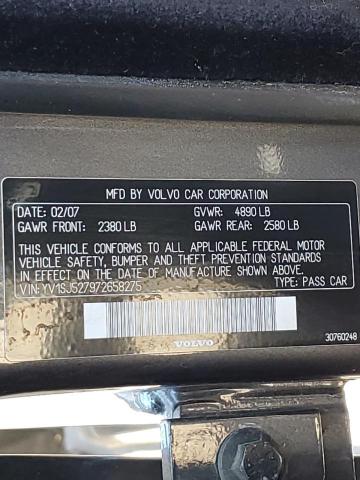 MFD BY VOLVO CAR CORPORATION
DATE: 02/07 GVWR: 4890 LB
GAWR FRONT: 2380 LB GAWR REAR: 2580 LB
THIS VEHICLE CONFORMS TO ALL APPLICABLE FEDERAL MOTOR
VEHICLE SAFETY, BUMPER AND THEFT PREVENTION STANDARDS
IN EFFECT ON THE DATE OF MANUFACTURE SHOWN ABOVE.
VIN: YV1SJ527972658275 TYPE: PASS CAR
VOLVO
30760248